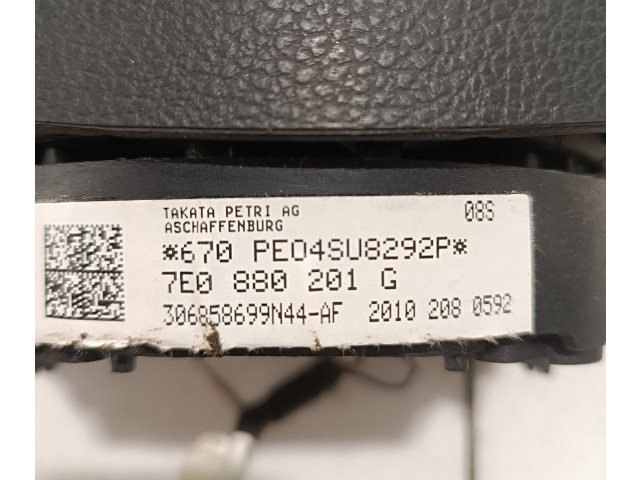 TAKATA PETRI AG 08S
ASCHAFFENBURG
*670 PE04SU8292P*
7E0 880 201 G
306858699N44-AF 2010 208 0592